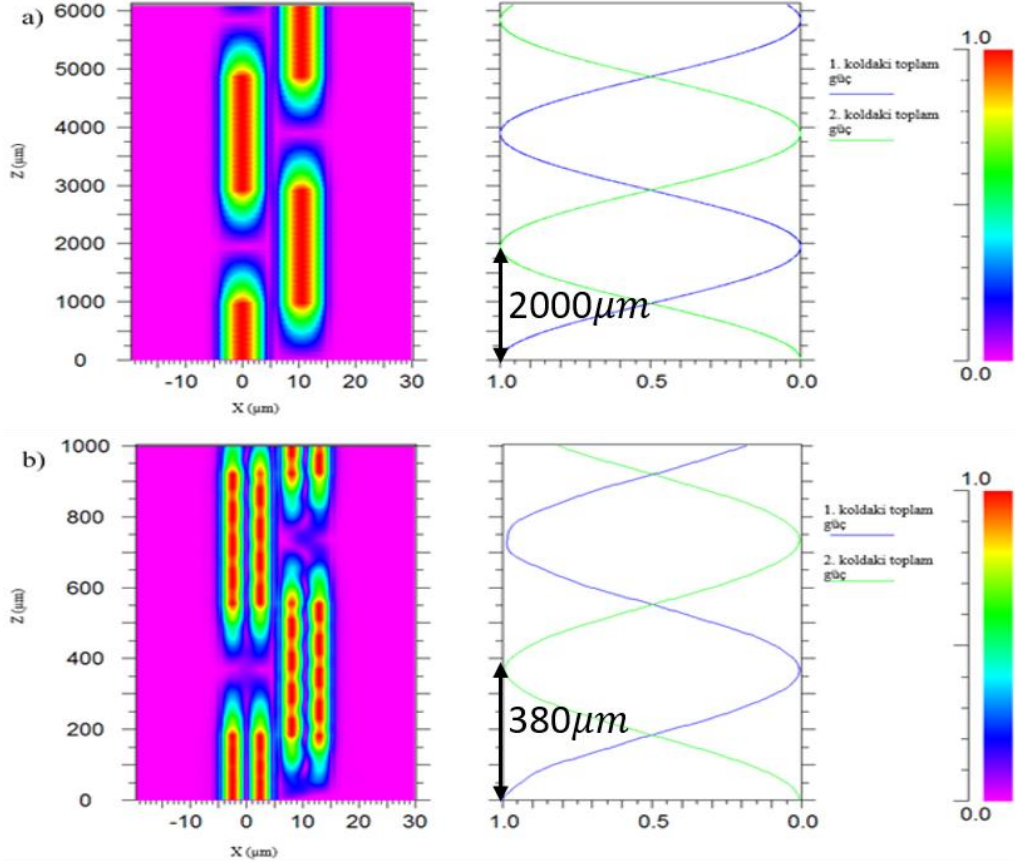 a)
6000
5000
4000
3000
2000
1000
0
Z (µm)
-10 0 10 20 30
X (µm)
2000µm
1.0 0.5 0.0
1. koldaki toplam
güç
2. koldaki toplam
güç
1.0
0.0
b)
1000
800
600
400
200
0
Z (µm)
-10 0 10 20 30
X (µm)
380µm
1.0 0.5 0.0
1. koldaki toplam
güç
2. koldaki toplam
güç
1.0
0.0